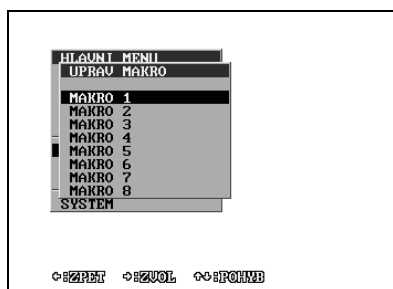 HLAVNI MENU
UPRAV MAKRO
MAKRO 1
MAKRO 2
MAKRO 3
MAKRO 4
MAKRO 5
MAKRO 6
MAKRO 7
MAKRO 8
SYSTEM
←:ZPET →:ZVOL ↑↓:POHYB